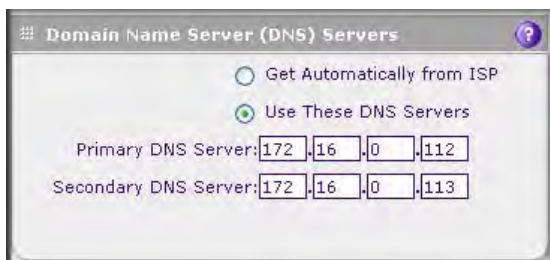 Domain Name Server (DNS) Servers ?
Get Automatically from ISP
Use These DNS Servers
Primary DNS Server: 172 .16 .0 .112
Secondary DNS Server: 172 .16 .0 .113